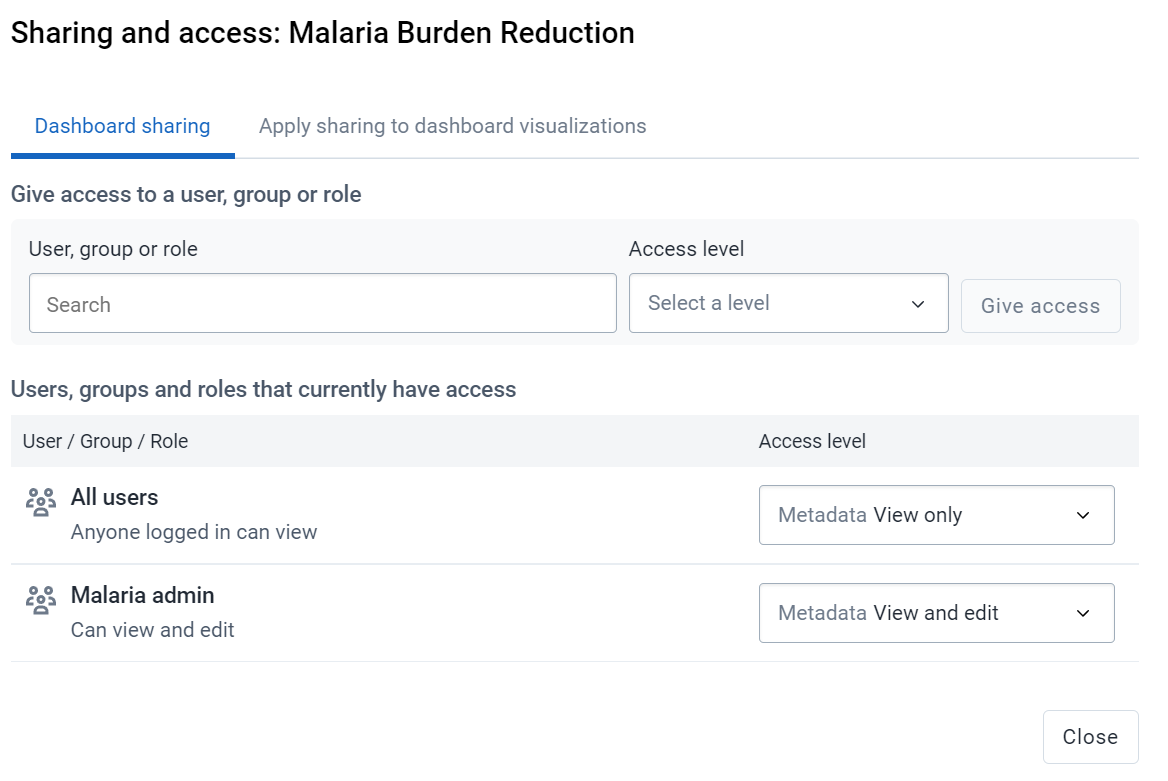 Sharing and access: Malaria Burden Reduction
Dashboard sharing Apply sharing to dashboard visualizations
Give access to a user, group or role
User, group or role Access level
Search Select a level Give access
Users, groups and roles that currently have access
User / Group / Role Access level
All users
Anyone logged in can view
Metadata View only
Malaria admin
Can view and edit
Metadata View and edit
Close